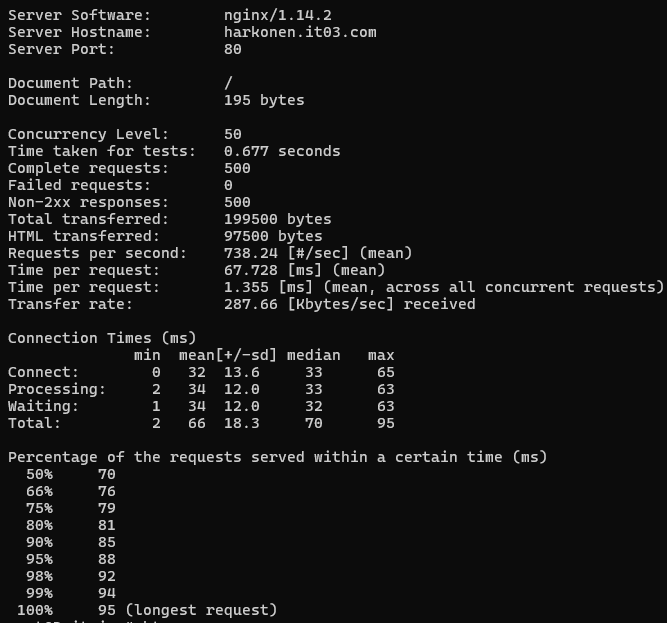 Server Software:        nginx/1.14.2
Server Hostname:        harkonen.it03.com
Server Port:            80
Document Path:          /
Document Length:        195 bytes
Concurrency Level:      50
Time taken for tests:   0.677 seconds
Complete requests:      500
Failed requests:        0
Non-2xx responses:      500
Total transferred:      199500 bytes
HTML transferred:       97500 bytes
Requests per second:    738.24 [#/sec] (mean)
Time per request:       67.728 [ms] (mean)
Time per request:       1.355 [ms] (mean, across all concurrent requests)
Transfer rate:          287.66 [Kbytes/sec] received
Connection Times (ms)
              min  mean[+/-sd] median   max
Connect:        0   32  13.6     33      65
Processing:     2   34  12.0     33      63
Waiting:        1   34  12.0     32      63
Total:          2   66  18.3     70      95
Percentage of the requests served within a certain time (ms)
  50%     70
  66%     76
  75%     79
  80%     81
  90%     85
  95%     88
  98%     92
  99%     94
 100%     95 (longest request)